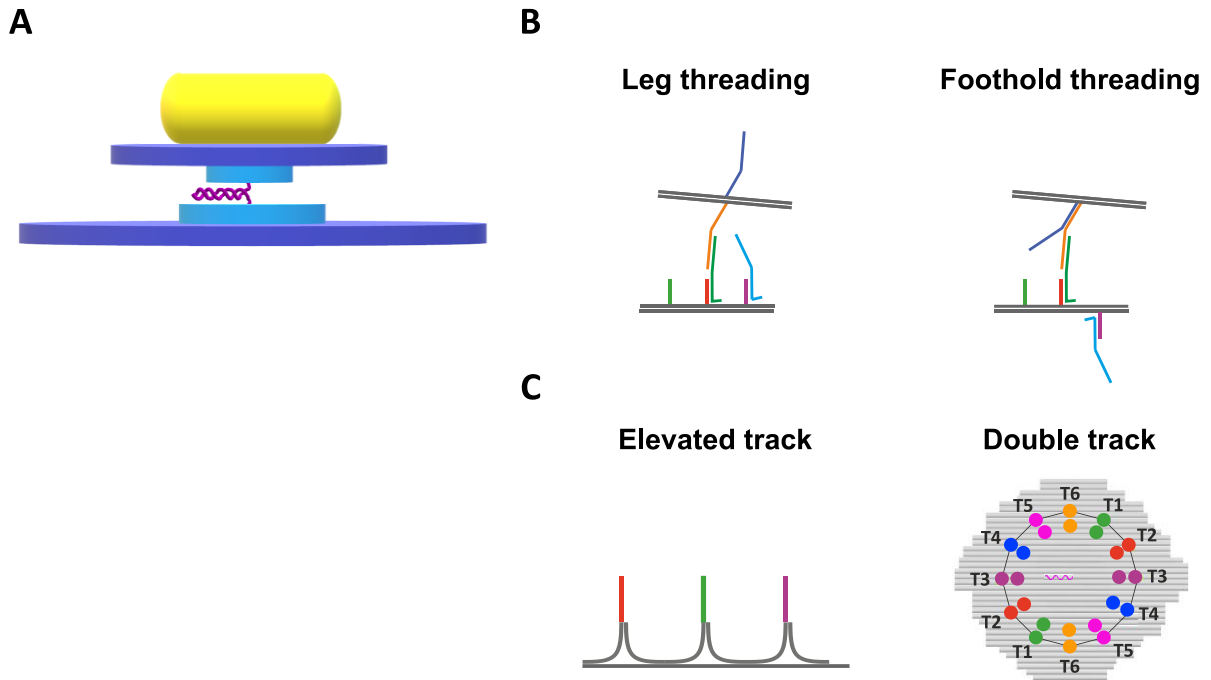 A
B
Leg threading
Foothold threading
C
Elevated track
Double track
T6
T5
T1
T4
T2
T3
T3
T2
T4
T1
T5
T6